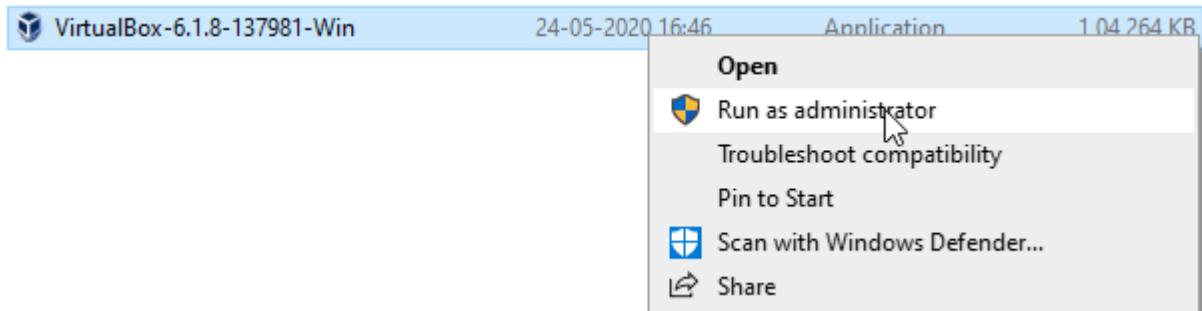 VirtualBox-6.1.8-137981-Win 24-05-2020 16:46 Application 1 04 264 KB
Open
Run as administrator
Troubleshoot compatibility
Pin to Start
Scan with Windows Defender...
Share